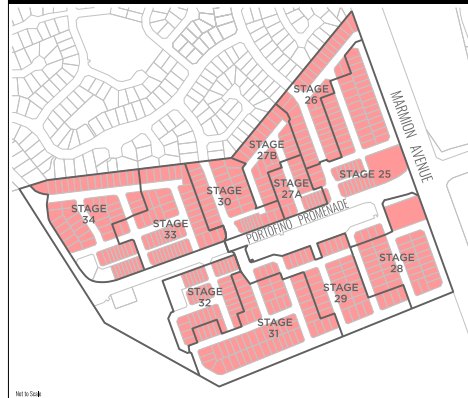 STAGE
26
MARMION AVENUE
STAGE
27B
STAGE 25
STAGE
27A
STAGE
30
STAGE
34
STAGE
33
PORTOFINO PROMENADE
STAGE
28
STAGE
32
STAGE
29
STAGE
31
Not to Scale